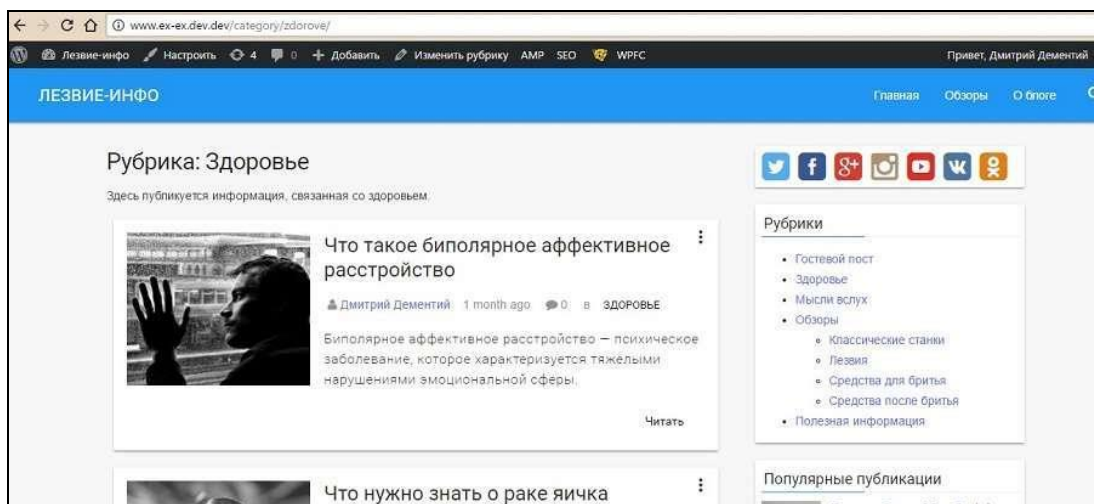 www.ex-ex.dev.dev/category/zdorove/
Лезвие-инфо Настроить 4 0 + Добавить Изменить рубрику AMP SEO WPFC Привет, Дмитрий Дементий
ЛЕЗВИЕ-ИНФО Главная Обзоры О блоге
Рубрика: Здоровье
Здесь публикуется информация, связанная со здоровьем.
Что такое биполярное аффективное
расстройство
Дмитрий Дементий 1 month ago 0 в ЗДОРОВЬЕ
Биполярное аффективное расстройство — психическое
заболевание, которое характеризуется тяжелыми
нарушениями эмоциональной сферы.
Читать
Что нужно знать о раке яичка
Рубрики
Гостевой пост
Здоровье
Мысли вслух
Обзоры
Классические станки
Лезвия
Средства для бритья
Средства после бритья
Полезная информация
Популярные публикации